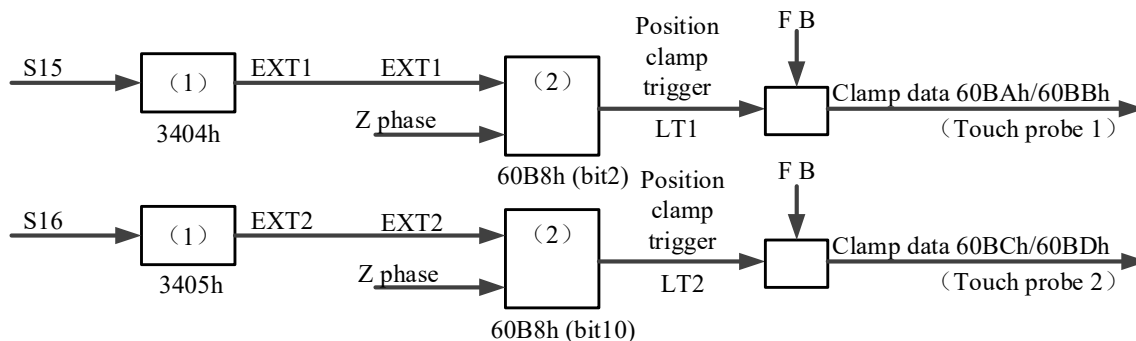 S15
（1）
3404h
EXT1
EXT1
Z phase
（2）
60B8h (bit2)
Position
clamp
trigger
LT1
F B
Clamp data 60BAh/60BBh
（Touch probe 1）
S16
（1）
3405h
EXT2
EXT2
Z phase
（2）
60B8h (bit10)
Position
clamp
trigger
LT2
F B
Clamp data 60BCh/60BDh
（Touch probe 2）